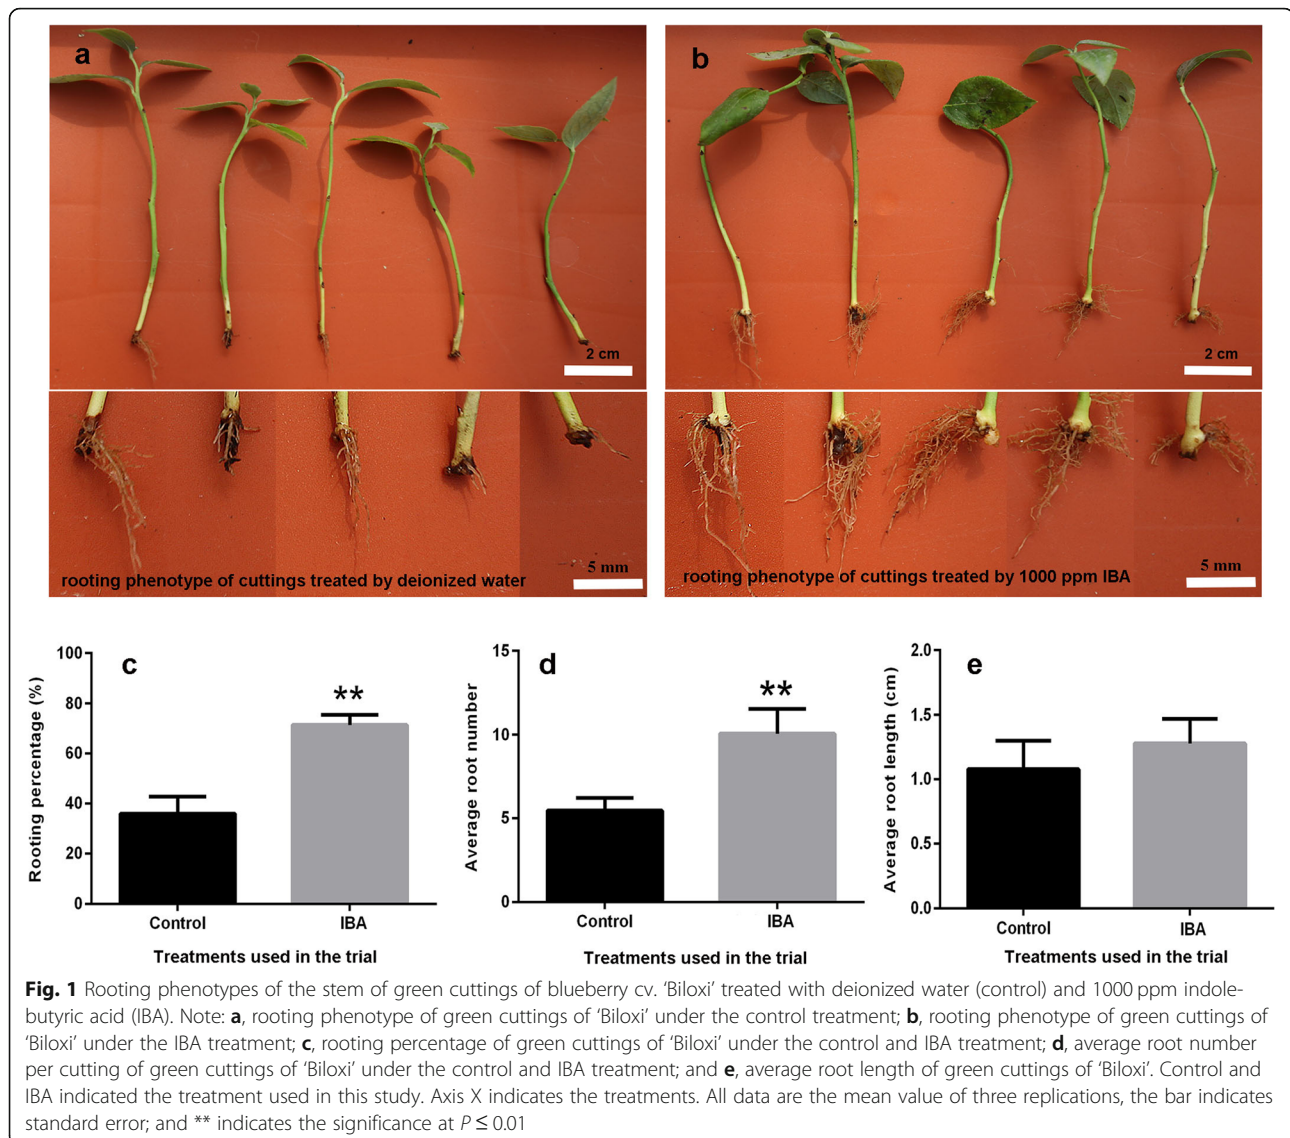 a
b
2 cm
2 cm
rooting phenotype of cuttings treated by deionized water
5 mm
rooting phenotype of cuttings treated by 1000 ppm IBA
5 mm
c
Rooting percentage (%)
100
80
60
40
20
0
**
Control
IBA
Treatments used in the trial
d
Average root number
15
10
5
0
**
Control
IBA
Treatments used in the trial
e
Average root length (cm)
2.0
1.5
1.0
0.5
0.0
Control
IBA
Treatments used in the trial
Fig. 1 Rooting phenotypes of the stem of green cuttings of blueberry cv. ‘Biloxi’ treated with deionized water (control) and 1000 ppm indole-
butyric acid (IBA). Note: a, rooting phenotype of green cuttings of ‘Biloxi’ under the control treatment; b, rooting phenotype of green cuttings of
‘Biloxi’ under the IBA treatment; c, rooting percentage of green cuttings of ‘Biloxi’ under the control and IBA treatment; d, average root number
per cutting of green cuttings of ‘Biloxi’ under the control and IBA treatment; and e, average root length of green cuttings of ‘Biloxi’. Control and
IBA indicated the treatment used in this study. Axis X indicates the treatments. All data are the mean value of three replications, the bar indicates
standard error; and ** indicates the significance at P ≤ 0.01